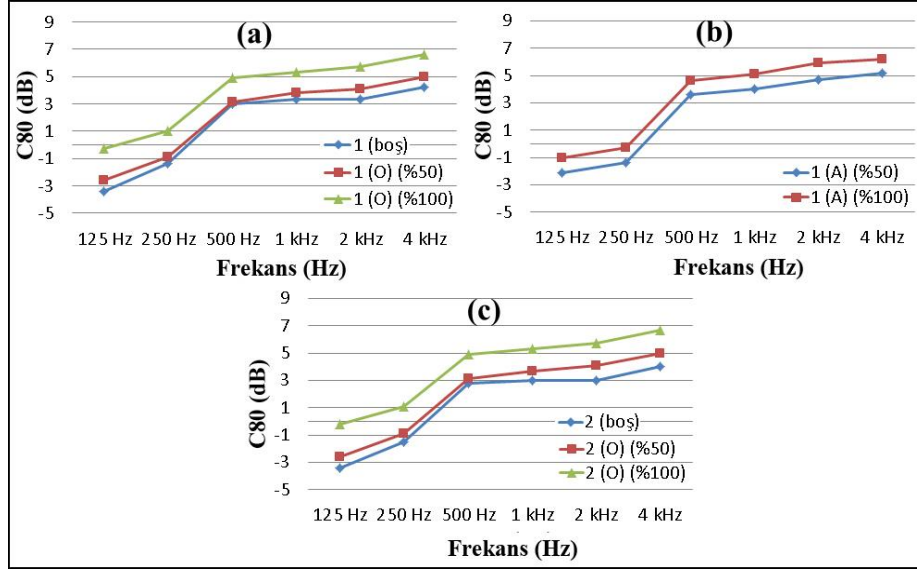 (a)
C80 (dB)
9
7
5
3
1
-1
-3
-5
1 (boş)
1 (O) (%50)
1 (O) (%100)
125 Hz 250 Hz 500 Hz 1 kHz 2 kHz 4 kHz
Frekans (Hz)
(b)
C80 (dB)
9
7
5
3
1
-1
-3
-5
1 (A) (%50)
1 (A) (%100)
125 Hz 250 Hz 500 Hz 1 kHz 2 kHz 4 kHz
Frekans (Hz)
(c)
C80 (dB)
9
7
5
3
1
-1
-3
-5
2 (boş)
2 (O) (%50)
2 (O) (%100)
125 Hz 250 Hz 500 Hz 1 kHz 2 kHz 4 kHz
Frekans (Hz)